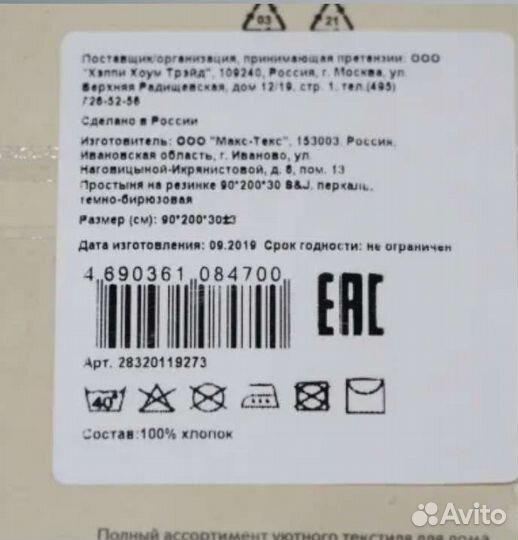 03 21
Поставщик/организация, принимающая претензии: ООО
"Хэппи Хоум Трэйд", 109240, Россия, г. Москва, ул.
Верхняя Радищевская, дом 12/19, стр. 1, тел.(495)
726-52-56
Сделано в России
Изготовитель: ООО "Макс-Текс", 153003, Россия,
Ивановская область, г. Иваново, ул.
Наговицыной-Икрянистовой, д. 6, пом. 13
Простыня на резинке 90*200*30 S&J, перкаль,
темно-бирюзовая
Размер (см): 90*200*30±3
Дата изготовления: 09.2019 Срок годности: не ограничен
4 690361 084700
EAC
Арт. 28320119273
40°
Состав:100% хлопок
Полный ассортимент уютного текстиля для дома
Avito